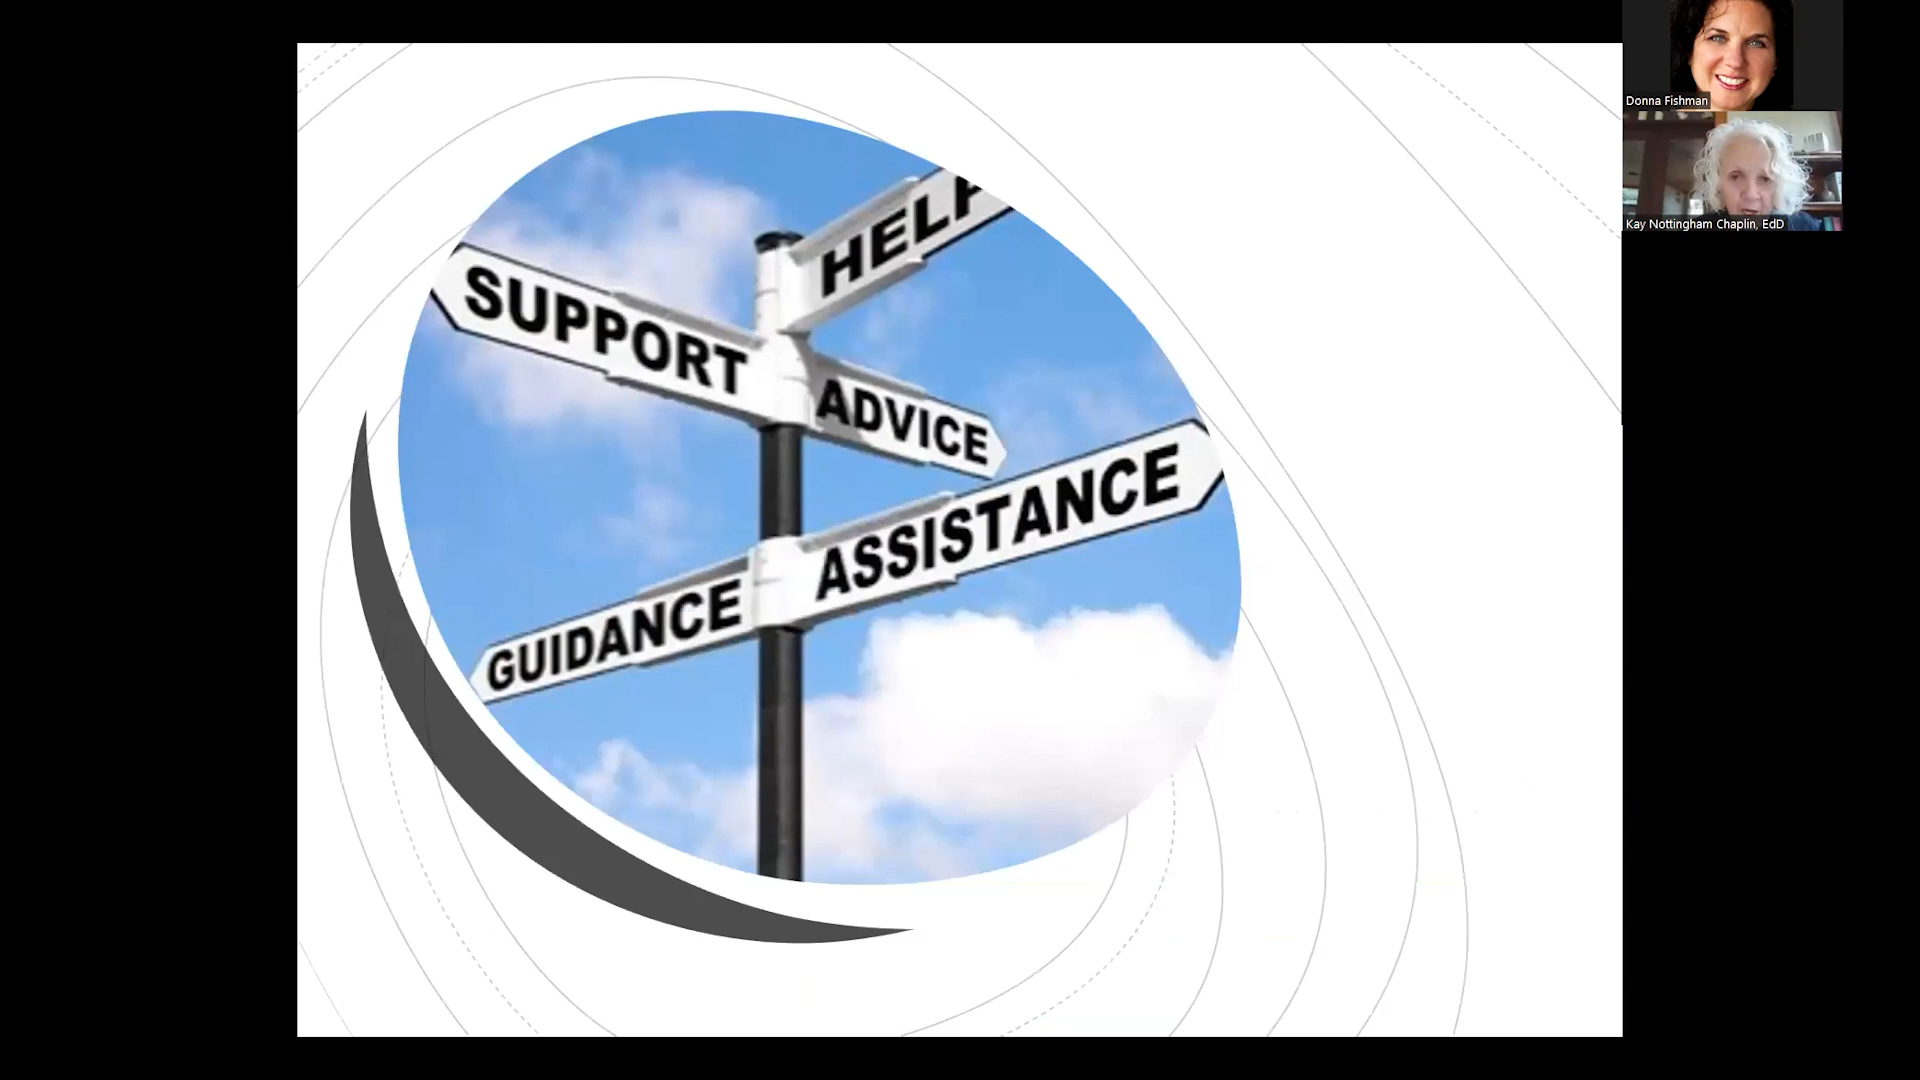 HELP
SUPPORT
ADVICE
ASSISTANCE
GUIDANCE
Donna Fishman
Kay Nottingham Chaplin, EdD